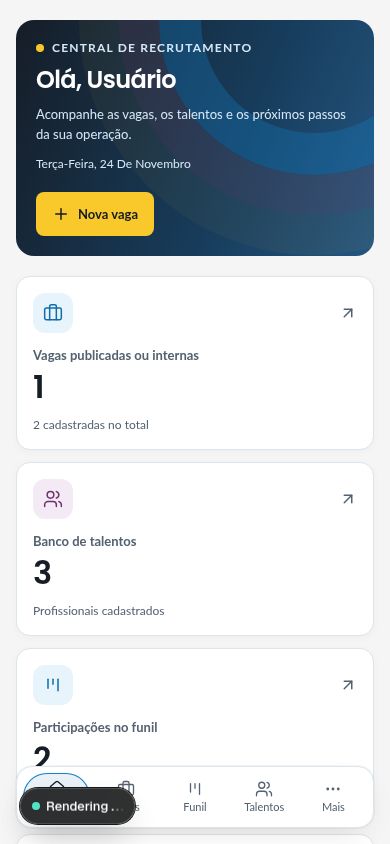 CENTRAL DE RECRUTAMENTO
Olá, Usuário
Acompanhe as vagas, os talentos e os próximos passos
da sua operação.
Terça-Feira, 24 De Novembro
Nova vaga
Vagas publicadas ou internas
1
2 cadastradas no total
Banco de talentos
3
Profissionais cadastrados
Participações no funil
2
Rendering ...
Funil
Talentos
Mais